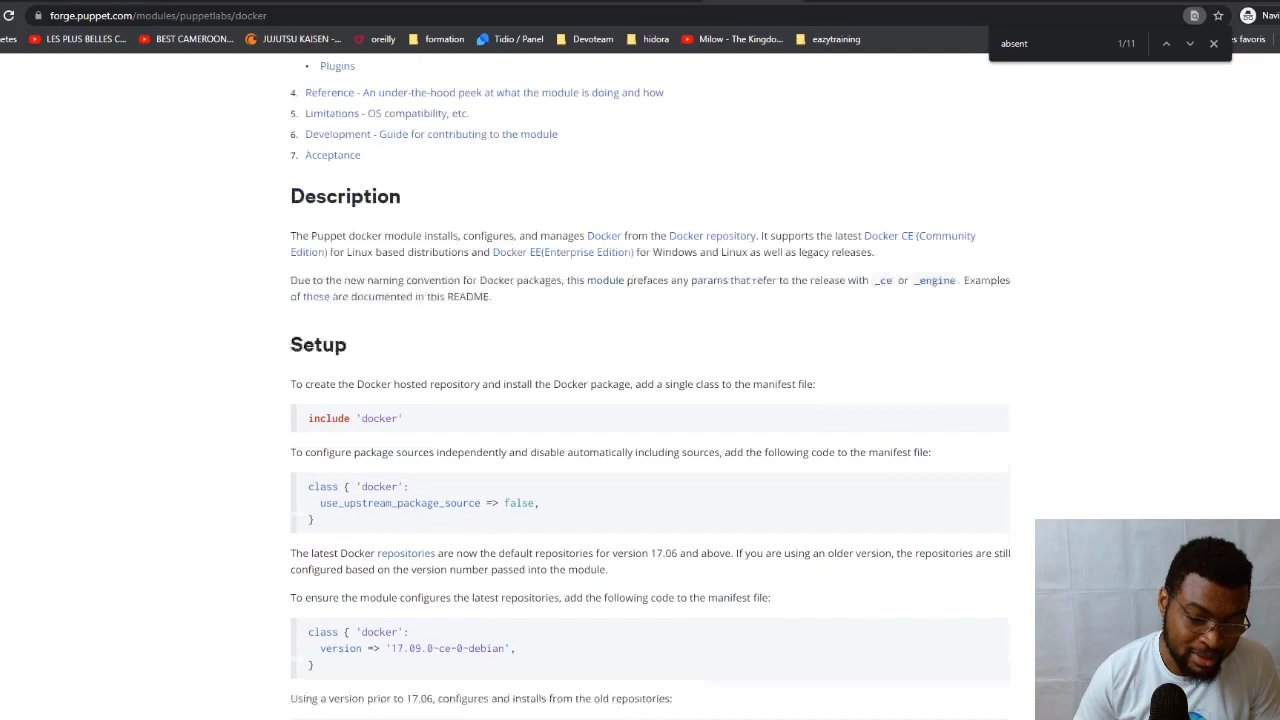 forge.puppet.com/modules/puppetlabs/docker
Navi
etes
LES PLUS BELLES C...
BEST CAMEROON...
JUJUTSU KAISEN –...
oreilly
formation
Tidio / Panel
Devoteam
hidora
Milow - The Kingdo...
eazytraining
absent
1/11
s favoris
• Plugins
4. Reference - An under-the-hood peek at what the module is doing and how
5. Limitations - OS compatibility, etc.
6. Development - Guide for contributing to the module
7. Acceptance
Description
The Puppet docker module installs, configures, and manages Docker from the Docker repository. It supports the latest Docker CE (Community
Edition) for Linux based distributions and Docker EE(Enterprise Edition) for Windows and Linux as well as legacy releases.
Due to the new naming convention for Docker packages, this module prefaces any params that refer to the release with _ce or _engine. Examples
of these are documented in this README.
Setup
To create the Docker hosted repository and install the Docker package, add a single class to the manifest file:
include 'docker'
To configure package sources independently and disable automatically including sources, add the following code to the manifest file:
class { 'docker':
use_upstream_package_source => false,
}
The latest Docker repositories are now the default repositories for version 17.06 and above. If you are using an older version, the repositories are still
configured based on the version number passed into the module.
To ensure the module configures the latest repositories, add the following code to the manifest file:
class { 'docker':
version => '17.09.0~ce-0~debian',
}
Using a version prior to 17.06, configures and installs from the old repositories: